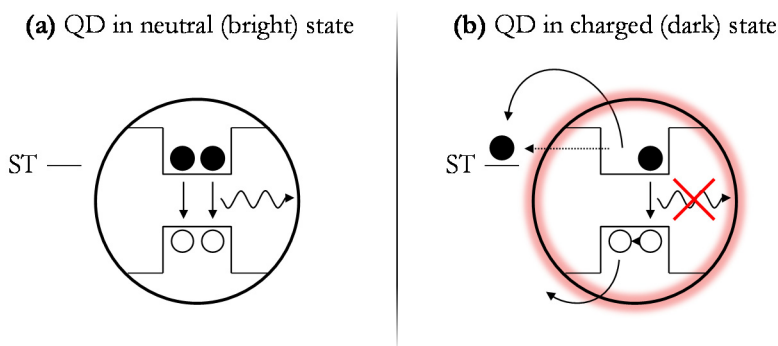 (a) QD in neutral (bright) state
(b) QD in charged (dark) state
ST
ST